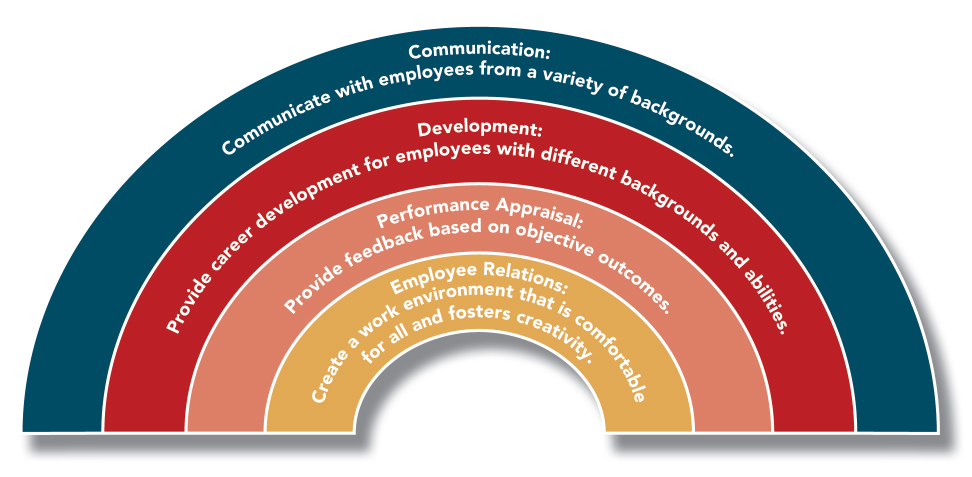 Communication:
Communicate with employees from a variety of backgrounds.
Development:
Provide career development for employees with different backgrounds and abilities.
Performance Appraisal:
Provide feedback based on objective outcomes.
Employee Relations:
Create a work environment that is comfortable
for all and fosters creativity.